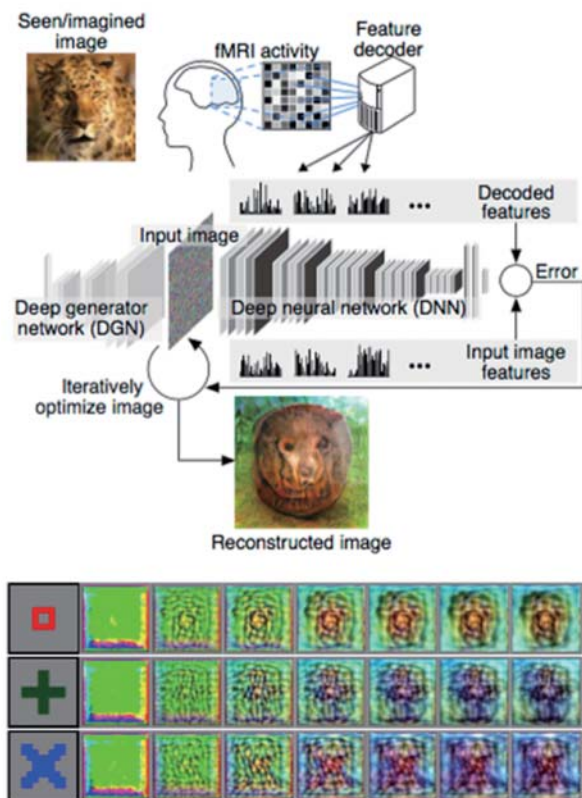 Seen/imagined
image
fMRI activity
Feature
decoder
Decoded
features
Input image
Deep generator
network (DGN)
Deep neural network (DNN)
Error
Input image
features
Iteratively
optimize image
Reconstructed image